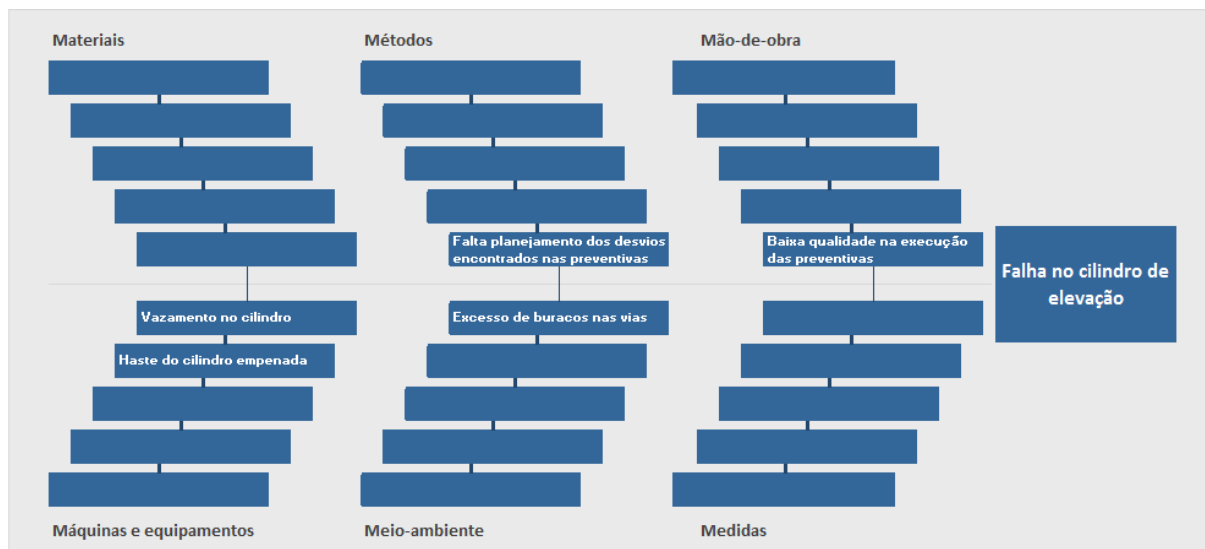 Materiais
Métodos
Mão-de-obra
Falta planejamento dos desvios
encontrados nas preventivas
Baixa qualidade na execução
das preventivas
Falha no cilindro de
elevação
Vazamento no cilindro
Excesso de buracos nas vias
Haste do cilindro empenada
Máquinas e equipamentos
Meio-ambiente
Medidas